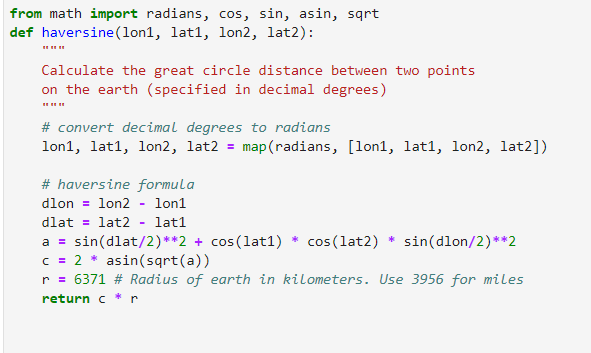 from math import radians, cos, sin, asin, sqrt
def haversine(lon1, lat1, lon2, lat2):
    """
    Calculate the great circle distance between two points
    on the earth (specified in decimal degrees)
    """
    # convert decimal degrees to radians
    lon1, lat1, lon2, lat2 = map(radians, [lon1, lat1, lon2, lat2])

    # haversine formula
    dlon = lon2 - lon1
    dlat = lat2 - lat1
    a = sin(dlat/2)**2 + cos(lat1) * cos(lat2) * sin(dlon/2)**2
    c = 2 * asin(sqrt(a))
    r = 6371 # Radius of earth in kilometers. Use 3956 for miles
    return c * r